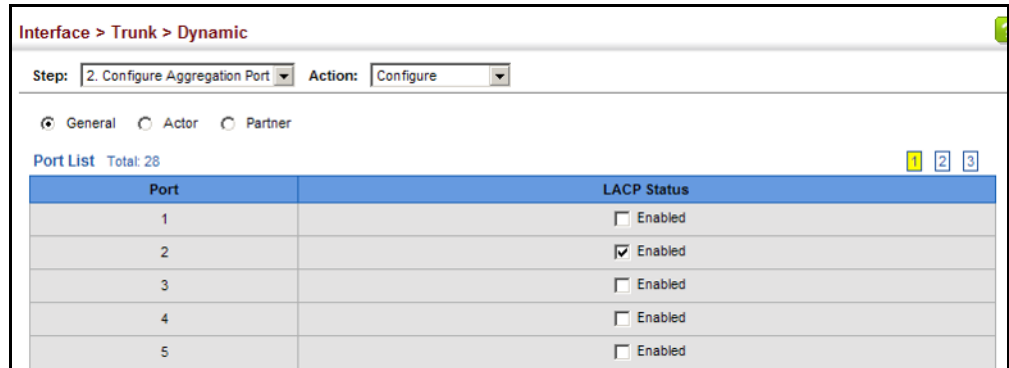 Interface > Trunk > Dynamic
Step: 2. Configure Aggregation Port Action: Configure
General Actor Partner
Port List Total: 28 1 2 3
Port LACP Status
1 Enabled
2 Enabled
3 Enabled
4 Enabled
5 Enabled